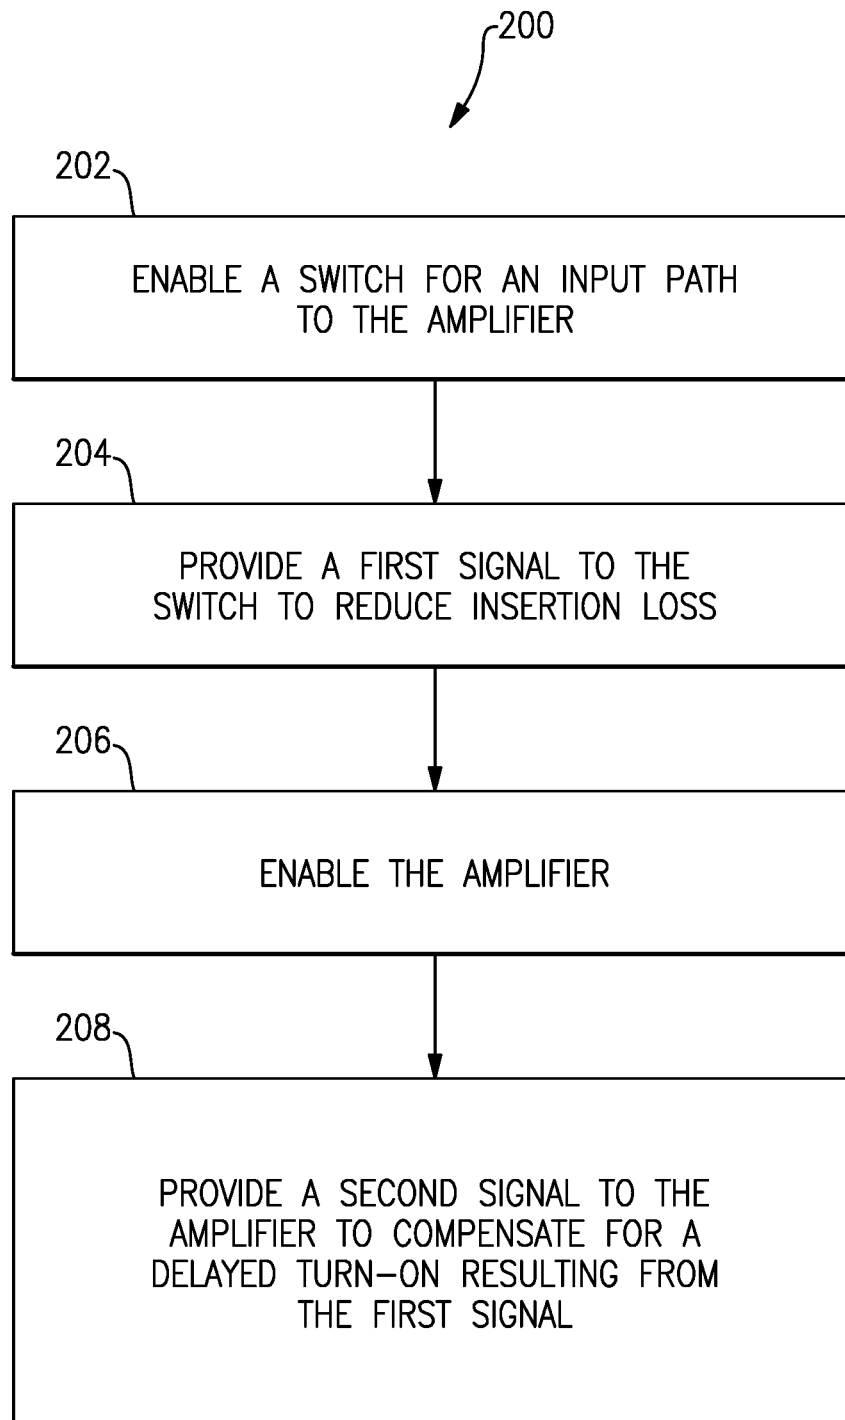 200
202
ENABLE A SWITCH FOR AN INPUT PATH
TO THE AMPLIFIER
204
PROVIDE A FIRST SIGNAL TO THE
SWITCH TO REDUCE INSERTION LOSS
206
ENABLE THE AMPLIFIER
208
PROVIDE A SECOND SIGNAL TO THE
AMPLIFIER TO COMPENSATE FOR A
DELAYED TURN-ON RESULTING FROM
THE FIRST SIGNAL